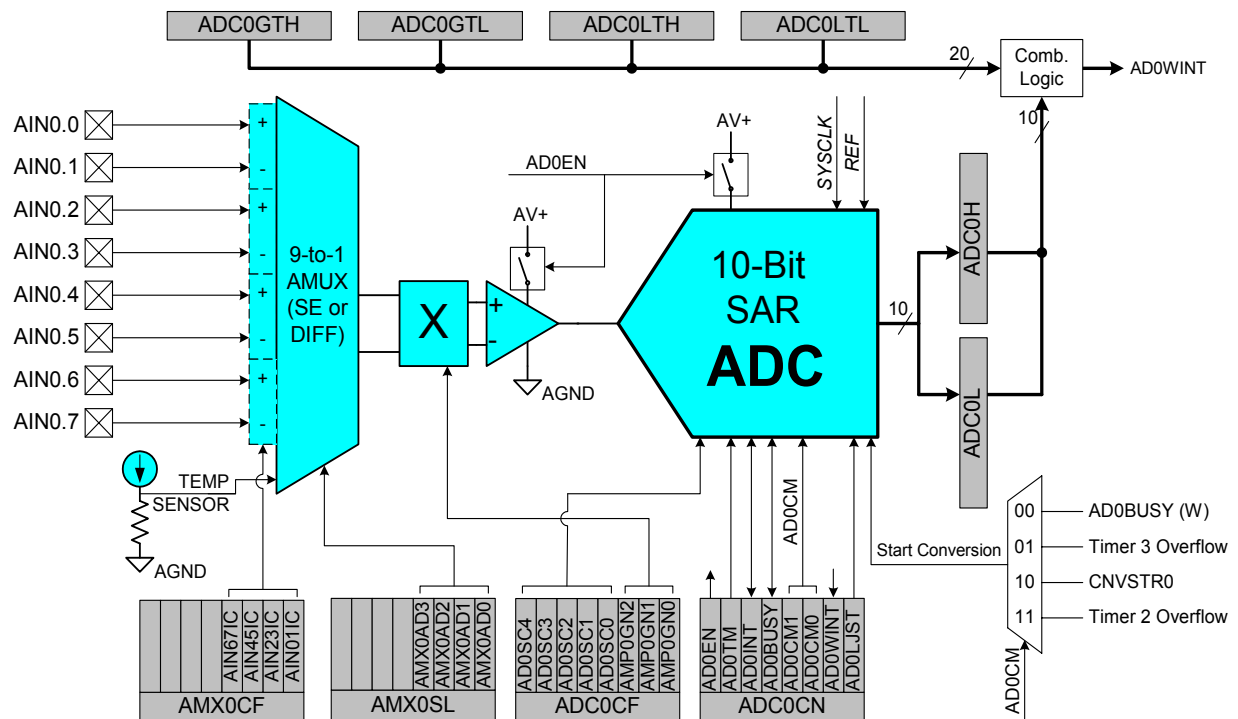 ADC0GTH
ADC0GTL
ADC0LTH
ADC0LTL
20
Comb.
Logic
AD0WINT
10
AIN0.0
AIN0.1
AIN0.2
AIN0.3
AIN0.4
AIN0.5
AIN0.6
AIN0.7
+
-
+
-
+
-
+
-
9-to-1
AMUX
(SE or
DIFF)
X
+
-
AV+
AGND
AD0EN
AV+
SYSCLK
REF
10-Bit
SAR
ADC
10
ADC0H
ADC0L
TEMP
SENSOR
AGND
AD0CM
Start Conversion
00
01
10
11
AD0BUSY (W)
Timer 3 Overflow
CNVSTR0
Timer 2 Overflow
AD0CM
AIN67IC
AIN45IC
AIN23IC
AIN01IC
AMX0CF
AMX0AD3
AMX0AD2
AMX0AD1
AMX0AD0
AMX0SL
AD0SC4
AD0SC3
AD0SC2
AD0SC1
AD0SC0
AMP0GN2
AMP0GN1
AMP0GN0
ADC0CF
AD0EN
AD0TM
AD0INT
AD0BUSY
AD0CM1
AD0CM0
AD0WINT
AD0LJST
ADC0CN